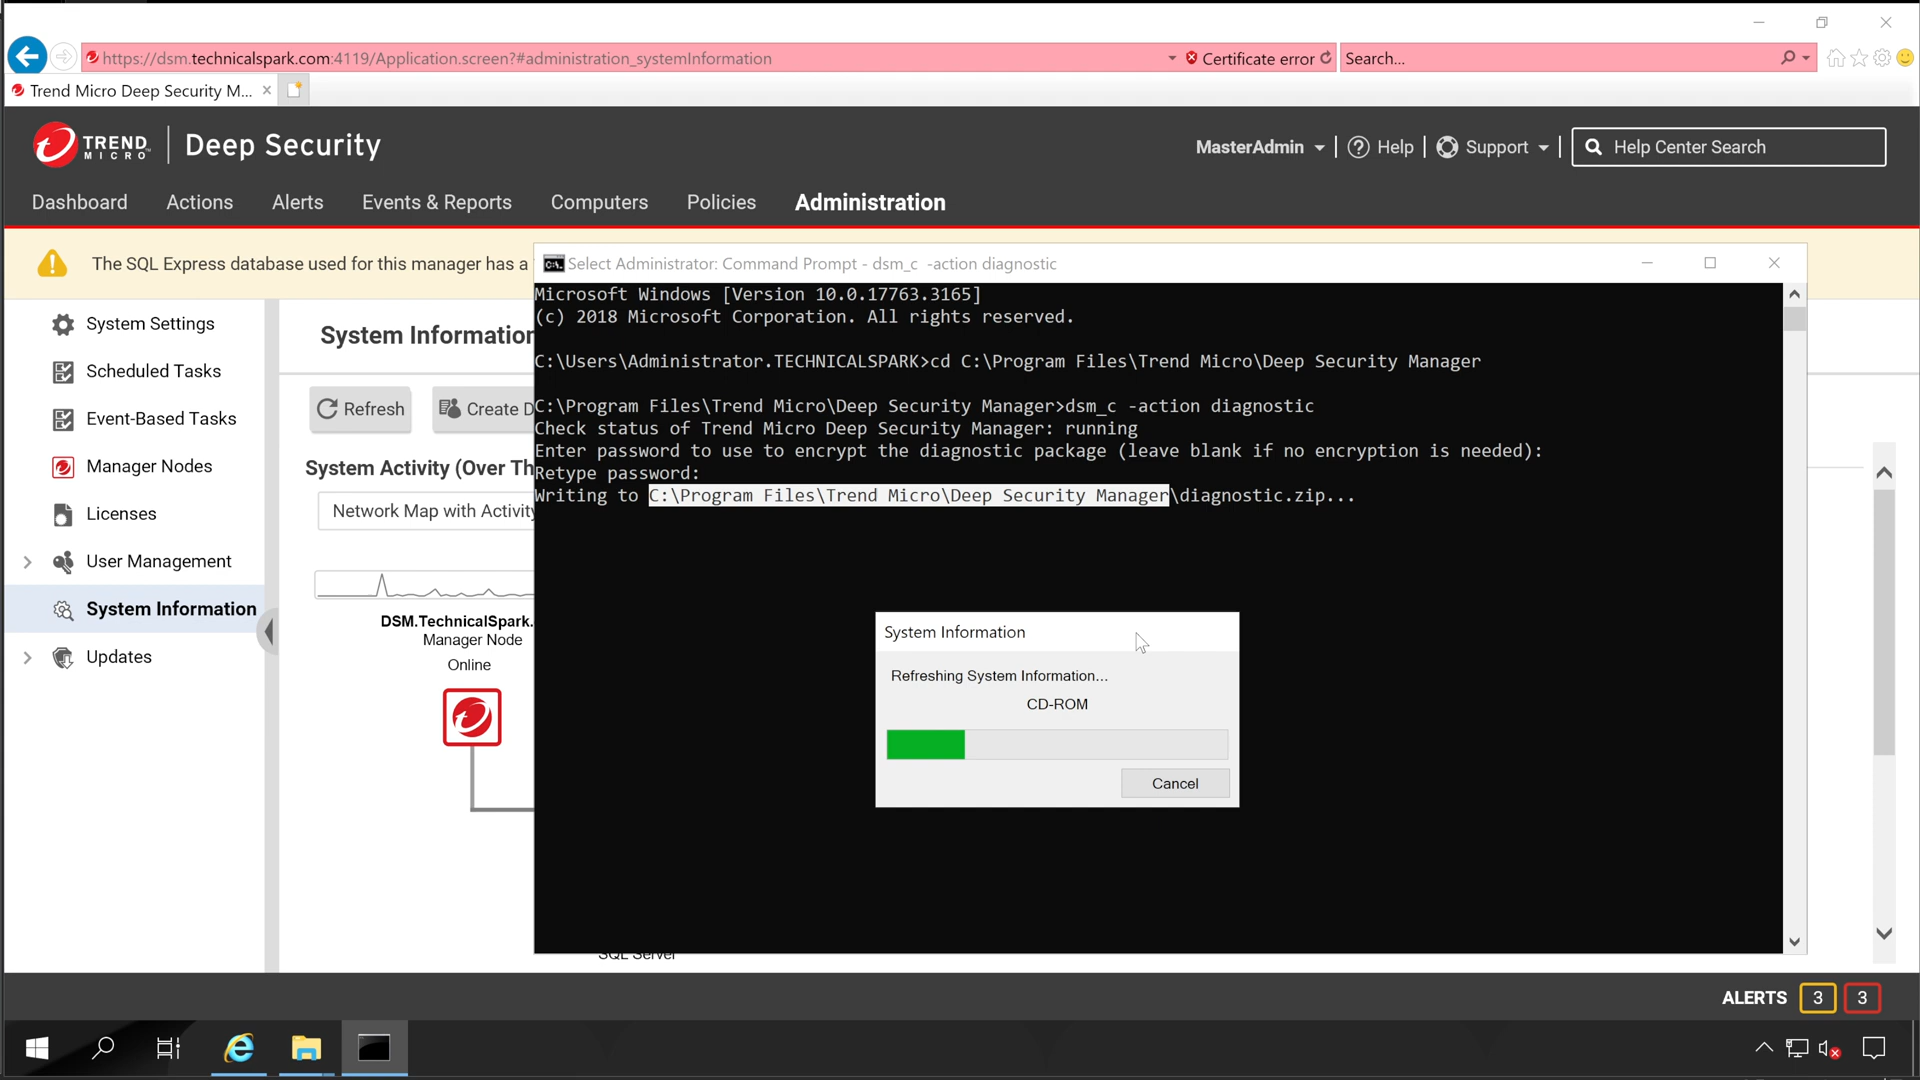 https://dsm.technicalspark.com:4119/Application.screen?#administration_systemInformation
Certificate error
Search...
Trend Micro Deep Security M...
TREND MICRO
Deep Security
MasterAdmin
Help
Support
Help Center Search
Dashboard
Actions
Alerts
Events & Reports
Computers
Policies
Administration
The SQL Express database used for this manager has a
Select Administrator: Command Prompt - dsm_c -action diagnostic
Microsoft Windows [Version 10.0.17763.3165]
(c) 2018 Microsoft Corporation. All rights reserved.
C:\Users\Administrator.TECHNICALSPARK>cd C:\Program Files\Trend Micro\Deep Security Manager
C:\Program Files\Trend Micro\Deep Security Manager>dsm_c -action diagnostic
Check status of Trend Micro Deep Security Manager: running
Enter password to use to encrypt the diagnostic package (leave blank if no encryption is needed):
Retype password:
Writing to C:\Program Files\Trend Micro\Deep Security Manager\diagnostic.zip...
System Settings
Scheduled Tasks
Event-Based Tasks
Manager Nodes
Licenses
User Management
System Information
Updates
System Information
Refresh
Create D
System Activity (Over Th
Network Map with Activity
DSM.TechnicalSpark.
Manager Node
Online
System Information
Refreshing System Information...
CD-ROM
Cancel
SQL Server
ALERTS
3
3